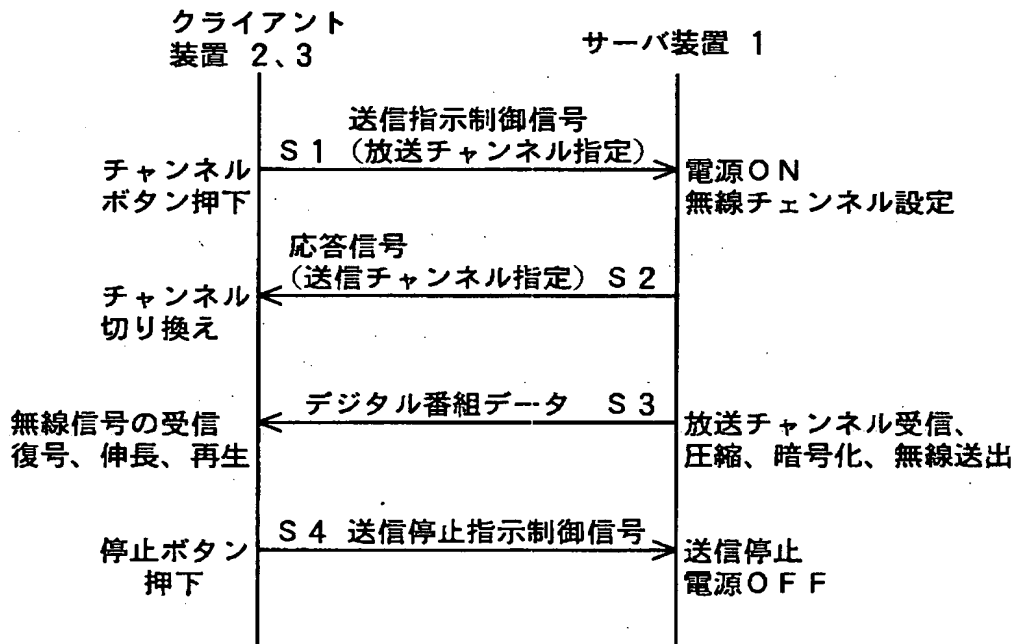 クライアント
装置 2、3
サーバ装置 1
送信指示制御信号
S1 (放送チャンネル指定)
チャンネル
ボタン押下
電源ON
無線チェンネル設定
応答信号
(送信チャンネル指定) S2
チャンネル
切り換え
デジタル番組データ S3
無線信号の受信
復号、伸長、再生
放送チャンネル受信、
圧縮、暗号化、無線送出
S4 送信停止指示制御信号
停止ボタン
押下
送信停止
電源OFF